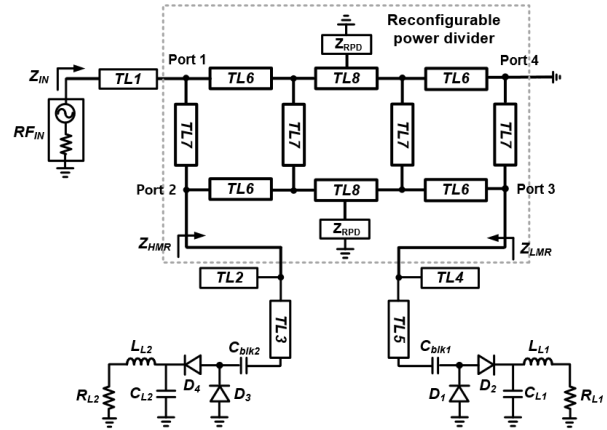 Reconfigurable
power divider
Z_RPD
Port 1
Port 4
Z_IN
TL1
TL6
TL8
TL6
RF_IN
TL7
TL7
TL7
TL7
Port 2
TL6
TL8
TL6
Port 3
Z_RPD
Z_HMR
Z_LMR
TL2
TL4
TL3
TL5
L_L2
C_blk2
C_blk1
L_L1
D_4
D_2
R_L2
C_L2
D_3
D_1
C_L1
R_L1